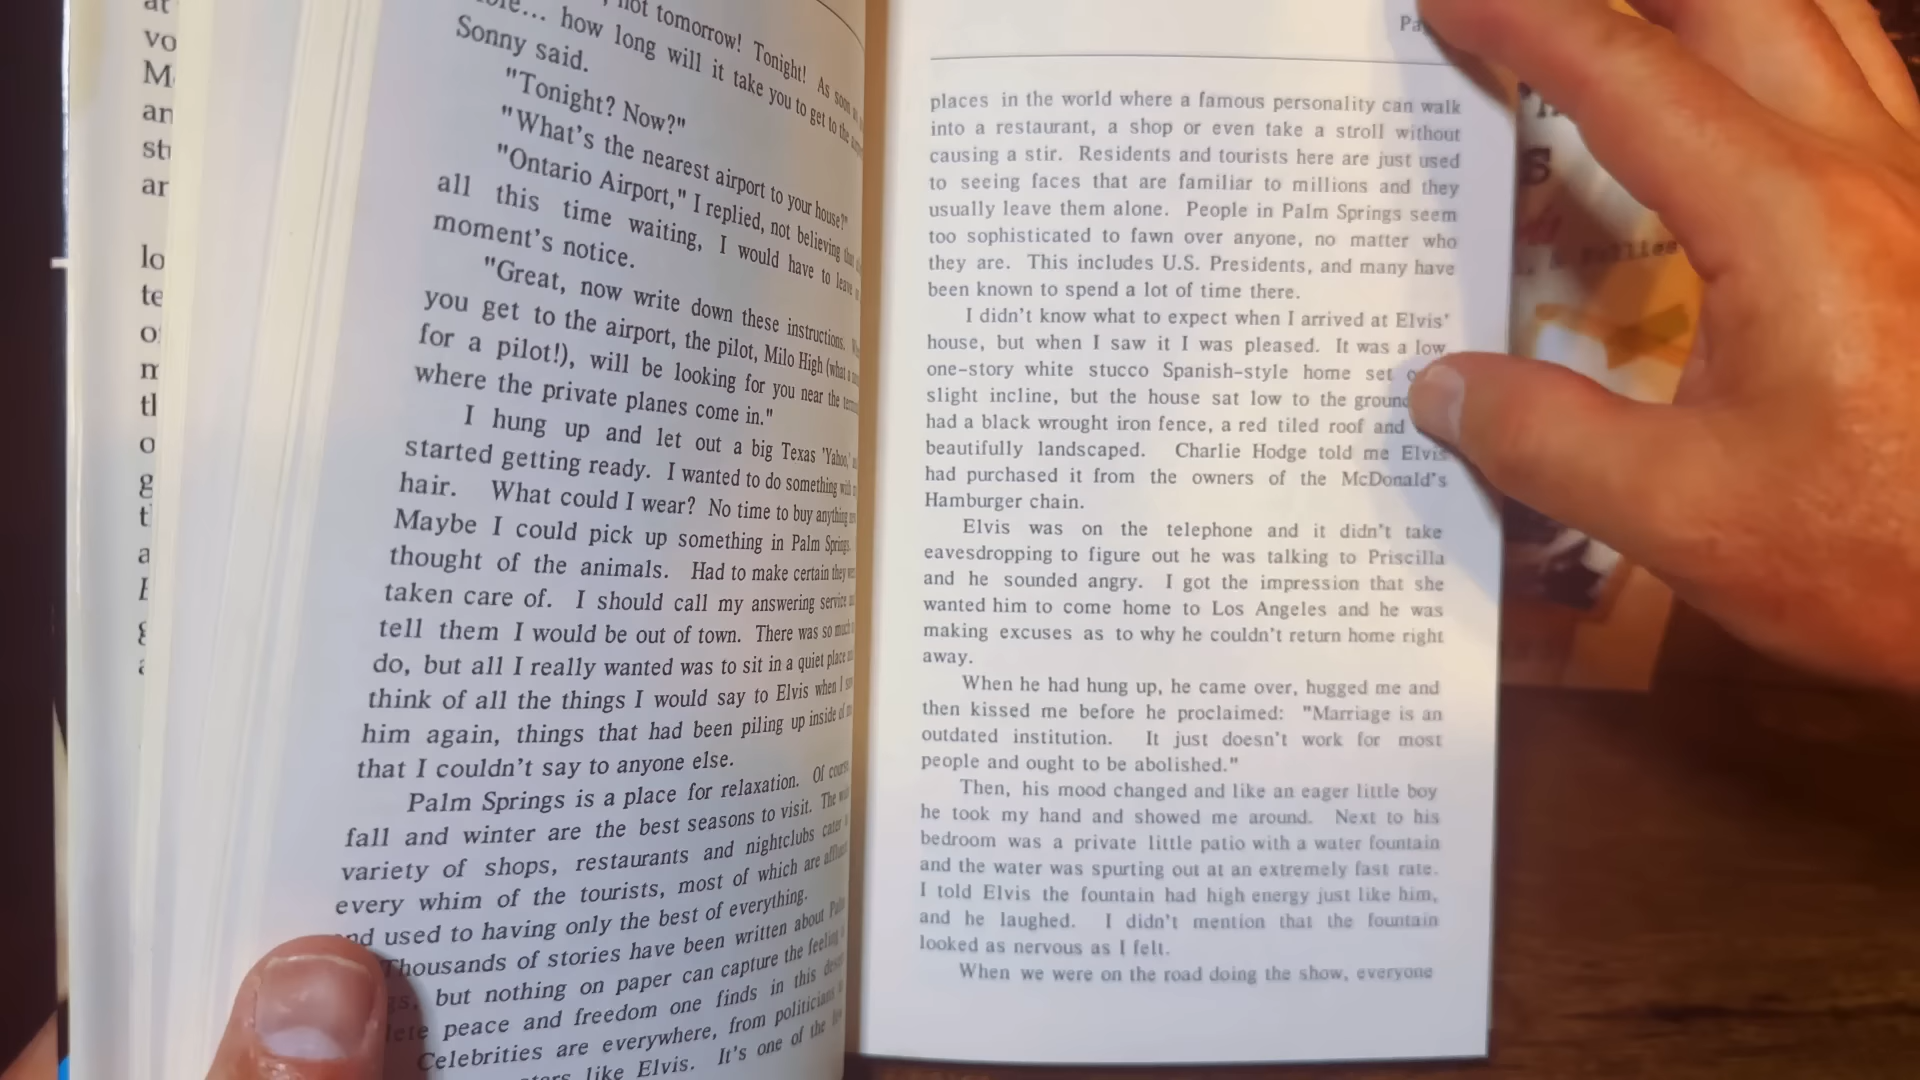 not tomorrow! Tonight! As soon as
how long will it take you to get to the
Sonny said.
"Tonight? Now?"
"What's the nearest airport to your house?"
"Ontario Airport," I replied, not believing that
all this time waiting, I would have to leave
moment's notice.
"Great, now write down these instructions.
you get to the airport, the pilot, Milo High (what a
for a pilot!), will be looking for you near the
where the private planes come in."
I hung up and let out a big Texas 'Yahoo,'
started getting ready. I wanted to do something with
hair. What could I wear? No time to buy anything
Maybe I could pick up something in Palm Springs.
thought of the animals. Had to make certain they
taken care of. I should call my answering service
tell them I would be out of town. There was so much
do, but all I really wanted was to sit in a quiet place
think of all the things I would say to Elvis when I
him again, things that had been piling up inside of
that I couldn't say to anyone else.
Palm Springs is a place for relaxation. Of
fall and winter are the best seasons to visit. The
variety of shops, restaurants and nightclubs cater
every whim of the tourists, most of which are
and used to having only the best of everything.
Thousands of stories have been written about
but nothing on paper can capture the feeling
peace and freedom one finds in this
Celebrities are everywhere, from politicians
like Elvis. It's one of the
places in the world where a famous personality can walk
into a restaurant, a shop or even take a stroll without
causing a stir. Residents and tourists here are just used
to seeing faces that are familiar to millions and they
usually leave them alone. People in Palm Springs seem
too sophisticated to fawn over anyone, no matter who
they are. This includes U.S. Presidents, and many have
been known to spend a lot of time there.
I didn't know what to expect when I arrived at Elvis'
house, but when I saw it I was pleased. It was a low
one-story white stucco Spanish-style home set
slight incline, but the house sat low to the ground
had a black wrought iron fence, a red tiled roof and
beautifully landscaped. Charlie Hodge told me Elvis
had purchased it from the owners of the McDonald's
Hamburger chain.
Elvis was on the telephone and it didn't take
eavesdropping to figure out he was talking to Priscilla
and he sounded angry. I got the impression that she
wanted him to come home to Los Angeles and he was
making excuses as to why he couldn't return home right
away.
When he had hung up, he came over, hugged me and
then kissed me before he proclaimed: "Marriage is an
outdated institution. It just doesn't work for most
people and ought to be abolished."
Then, his mood changed and like an eager little boy
he took my hand and showed me around. Next to his
bedroom was a private little patio with a water fountain
and the water was spurting out at an extremely fast rate.
I told Elvis the fountain had high energy just like him,
and he laughed. I didn't mention that the fountain
looked as nervous as I felt.
When we were on the road doing the show, everyone